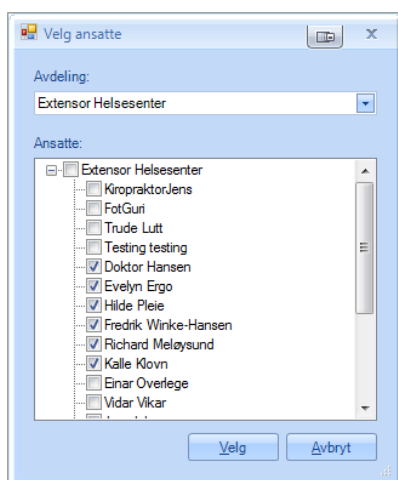 Velg ansatte
Avdeling:
Extensor Helsesenter
Ansatte:
Extensor Helsesenter
KiropraktorJens
FotGuri
Trude Lutt
Testing testing
Doktor Hansen
Evelyn Ergo
Hilde Pleie
Fredrik Winke-Hansen
Richard Meløysund
Kalle Klovn
Einar Overlege
Vidar Vikar
Velg
Avbryt